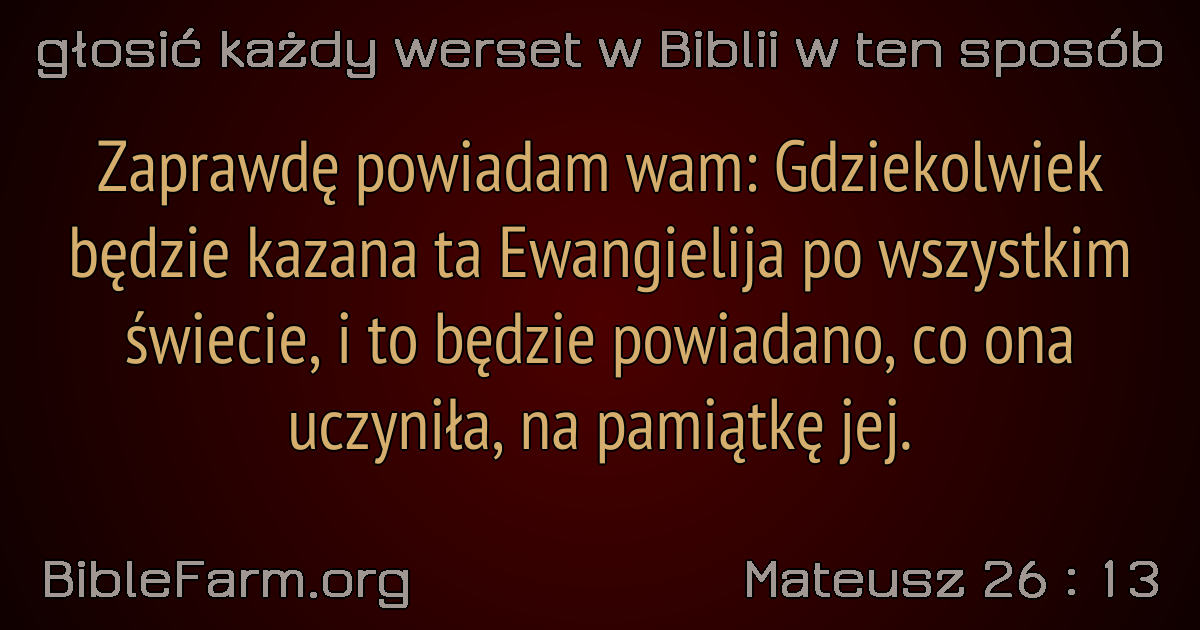 głosić każdy werset w Biblii w ten sposób
Zaprawdę powiadam wam: Gdziekolwiek
będzie kazana ta Ewangielija po wszystkim
świecie, i to będzie powiadano, co ona
uczyniła, na pamiątkę jej.
BibleFarm.org
Mateusz 26 : 13